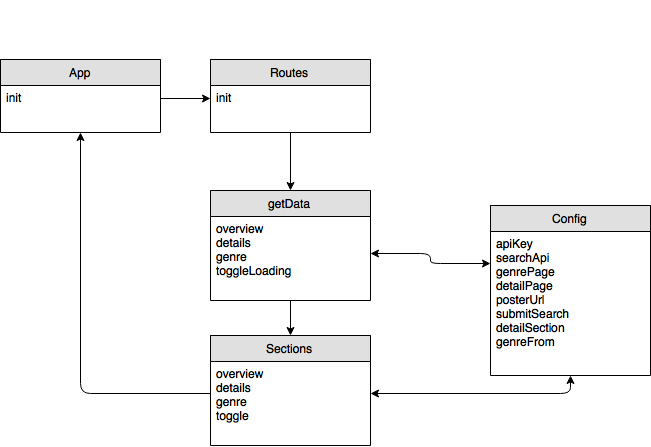 App
init
Routes
init
getData
overview
details
genre
toggleLoading
Config
apiKey
searchApi
genrePage
detailPage
posterUrl
submitSearch
detailSection
genreFrom
Sections
overview
details
genre
toggle